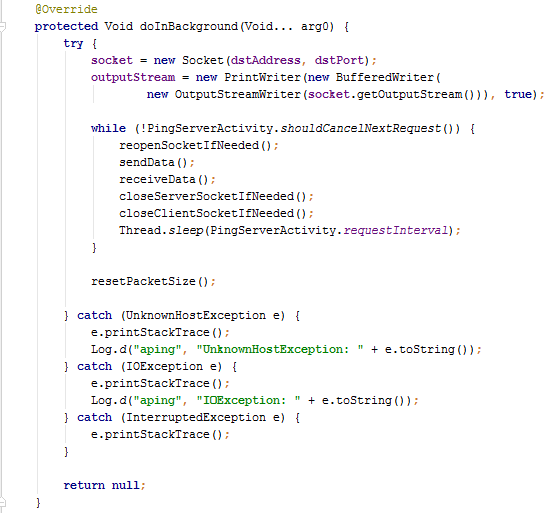 @Override
protected Void doInBackground(Void... arg0) {
    try {
        socket = new Socket(dstAddress, dstPort);
        outputStream = new PrintWriter(new BufferedWriter(
                new OutputStreamWriter(socket.getOutputStream())), true);

        while (!PingServerActivity.shouldCancelNextRequest()) {
            reopenSocketIfNeeded();
            sendData();
            receiveData();
            closeServerSocketIfNeeded();
            closeClientSocketIfNeeded();
            Thread.sleep(PingServerActivity.requestInterval);
        }

        resetPacketSize();

    } catch (UnknownHostException e) {
        e.printStackTrace();
        Log.d("aping", "UnknownHostException: " + e.toString());
    } catch (IOException e) {
        e.printStackTrace();
        Log.d("aping", "IOException: " + e.toString());
    } catch (InterruptedException e) {
        e.printStackTrace();
    }

    return null;
}